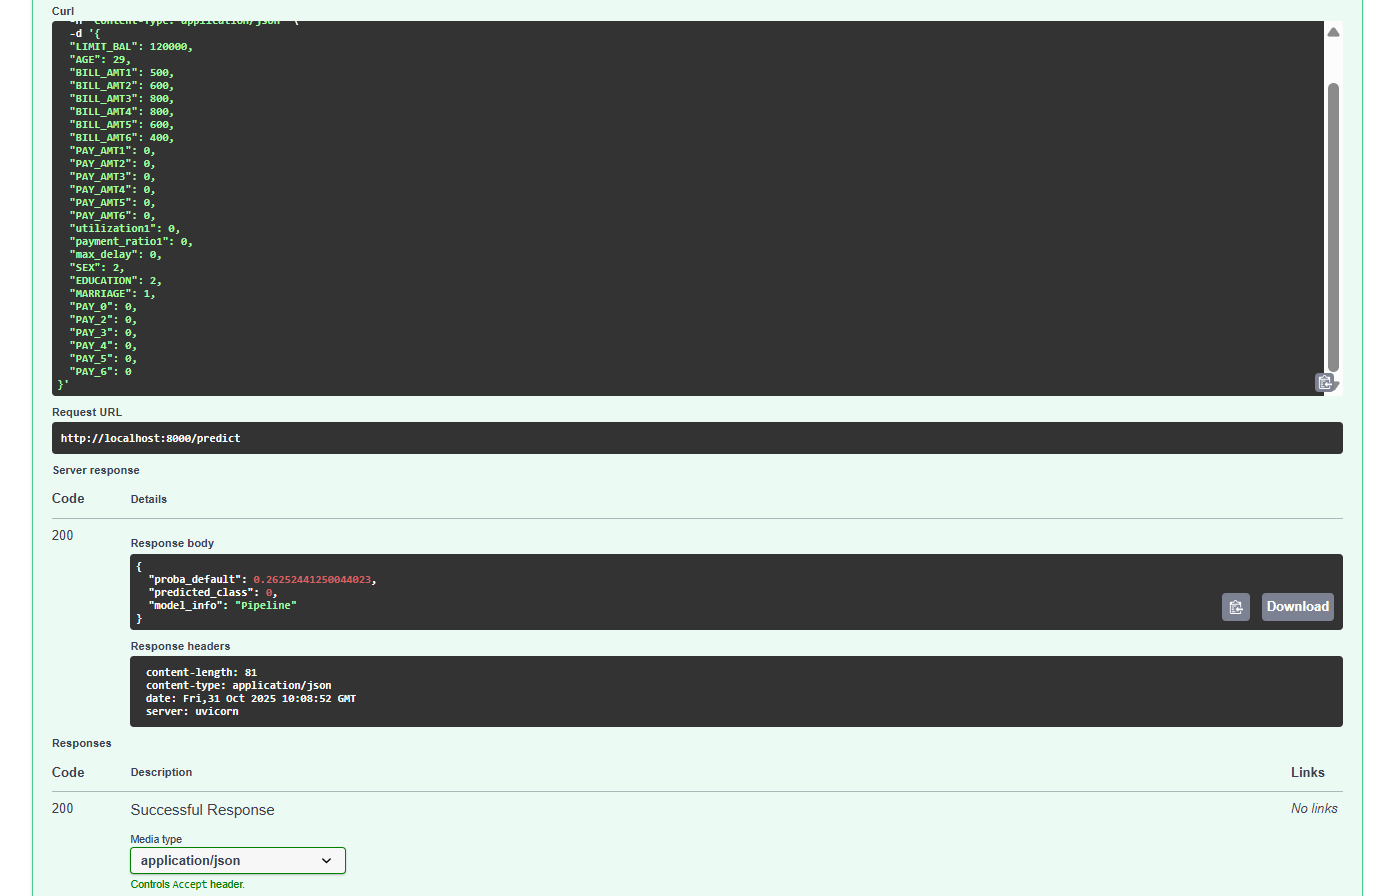 Curl
-H 'Content-Type: application/json' \
-d '{
"LIMIT_BAL": 120000,
"AGE": 29,
"BILL_AMT1": 500,
"BILL_AMT2": 600,
"BILL_AMT3": 800,
"BILL_AMT4": 800,
"BILL_AMT5": 600,
"BILL_AMT6": 400,
"PAY_AMT1": 0,
"PAY_AMT2": 0,
"PAY_AMT3": 0,
"PAY_AMT4": 0,
"PAY_AMT5": 0,
"PAY_AMT6": 0,
"utilization1": 0,
"payment_ratio1": 0,
"max_delay": 0,
"SEX": 2,
"EDUCATION": 2,
"MARRIAGE": 1,
"PAY_0": 0,
"PAY_2": 0,
"PAY_3": 0,
"PAY_4": 0,
"PAY_5": 0,
"PAY_6": 0
}'
Request URL
http://localhost:8000/predict
Server response
Code Details
200
Response body
{
"proba_default": 0.26252441250044023,
"predicted_class": 0,
"model_info": "Pipeline"
}
Download
Response headers
content-length: 81
content-type: application/json
date: Fri,31 Oct 2025 10:08:52 GMT
server: uvicorn
Responses
Code Description Links
200 Successful Response No links
Media type
application/json
Controls Accept header.